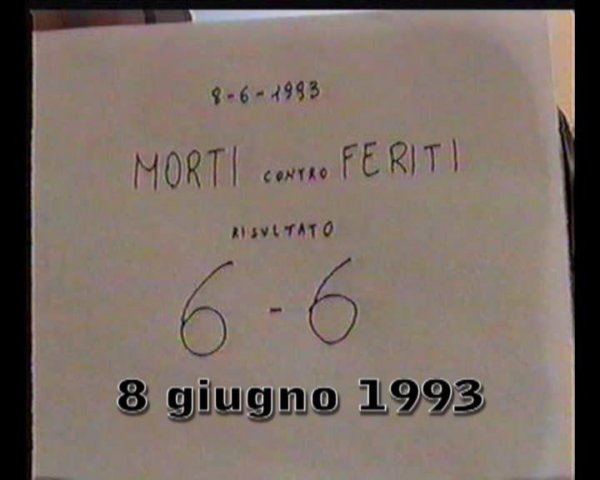 8-6-1993
MORTI CONTRO FERITI
RISULTATO
6-6
8 giugno 1993